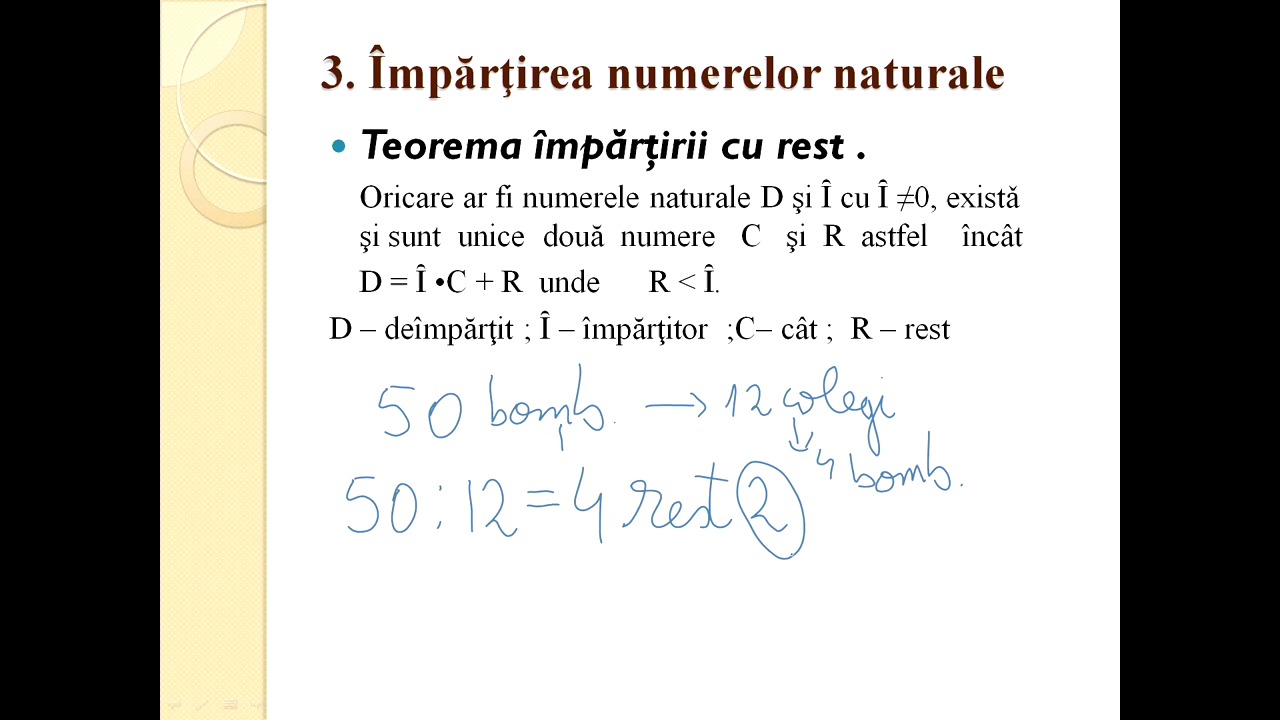 3. Împărţirea numerelor naturale
• Teorema împărțirii cu rest .
Oricare ar fi numerele naturale D şi Î cu Î ≠0, existǎ
şi sunt unice două numere C şi R astfel încât
D = Î •C + R unde R < Î.
D – deîmpărţit ; Î – împărţitor ;C– cât ; R – rest
50 bomb. → 12 colegi
4 bomb.
50 : 12 = 4 rest 2